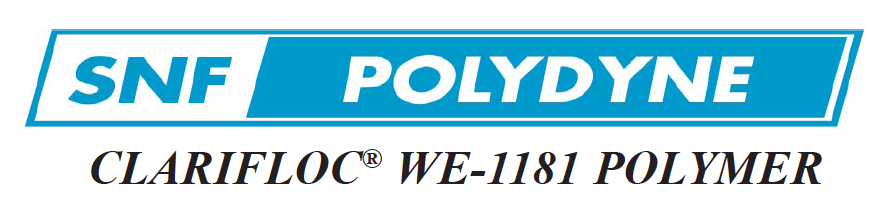 SNF POLYDYNE
CLARIFLOC® WE-1181 POLYMER